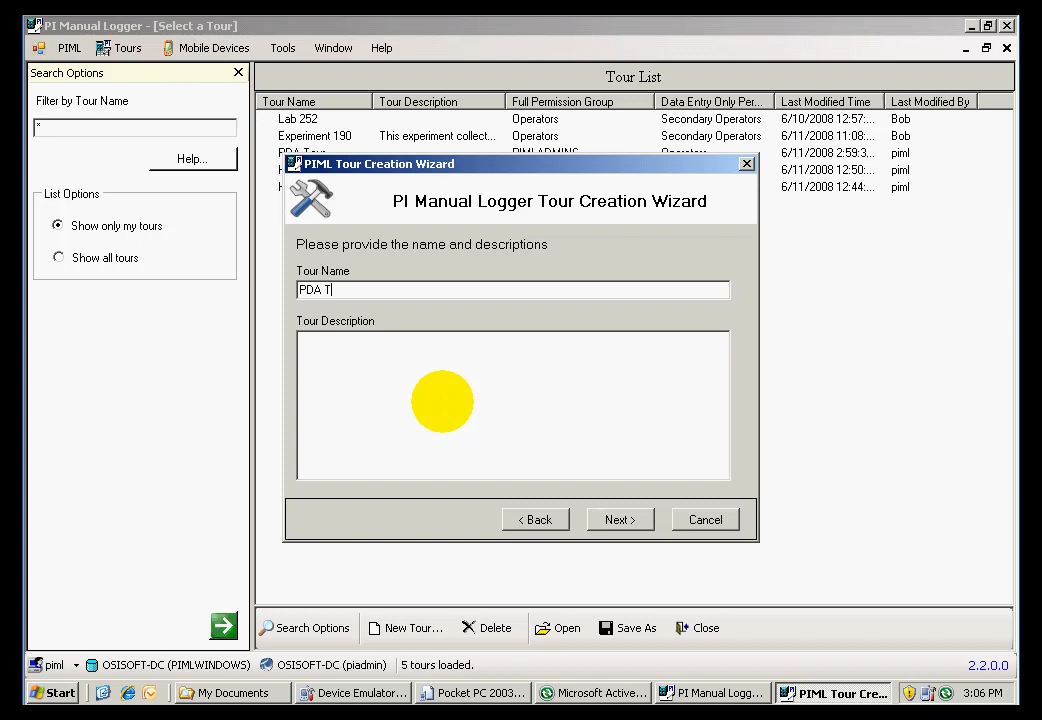 PI Manual Logger - [Select a Tour]
PIML Tours Mobile Devices Tools Window Help
Search Options
Filter by Tour Name
*
Help...
List Options
Show only my tours
Show all tours
Tour List
Tour Name Tour Description Full Permission Group Data Entry Only Per... Last Modified Time Last Modified By
Lab 252 Operators Secondary Operators 6/10/2008 12:57:... Bob
Experiment 190 This experiment collect... Operators Secondary Operators 6/11/2008 11:08:... Bob
6/11/2008 2:59:3... piml
6/11/2008 12:50:... piml
6/11/2008 12:44:... piml
PIML Tour Creation Wizard
PI Manual Logger Tour Creation Wizard
Please provide the name and descriptions
Tour Name
PDA T
Tour Description
< Back Next > Cancel
Search Options New Tour... Delete Open Save As Close
piml OSISOFT-DC (PIMLWINDOWS) OSISOFT-DC (piadmin) 5 tours loaded. 2.2.0.0
Start My Documents Device Emulator... Pocket PC 2003... Microsoft Active... PI Manual Logg... PIML Tour Cre... 3:06 PM